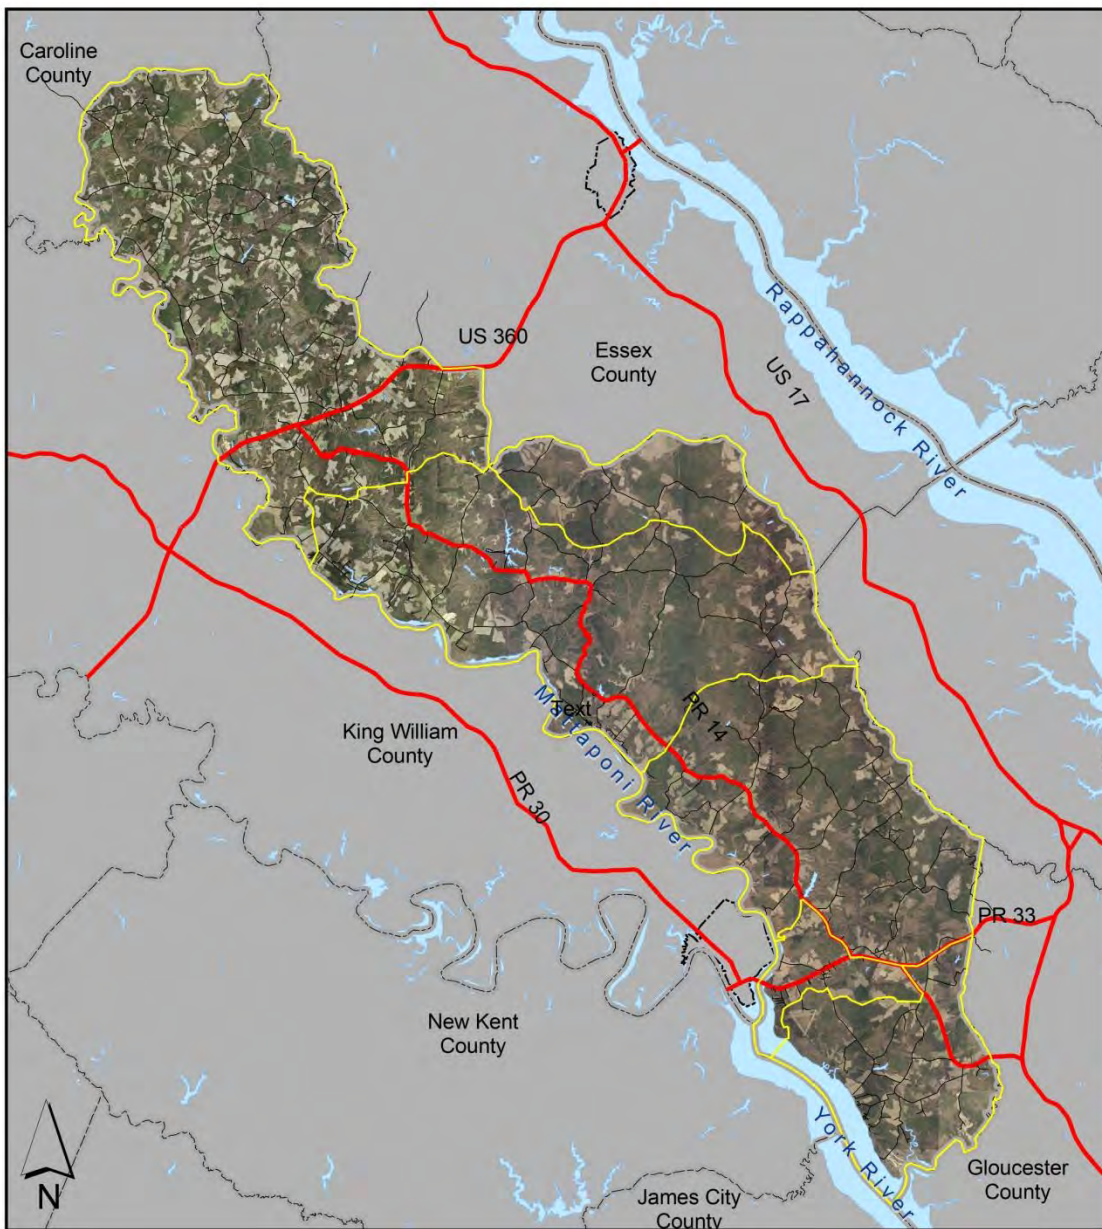 Caroline
County
US 360
Essex
County
Rappahannock River
US 17
Text
Mattaponi River
PR 14
King William
County
PR 30
PR 33
New Kent
County
York River
Gloucester
County
James City
County
N